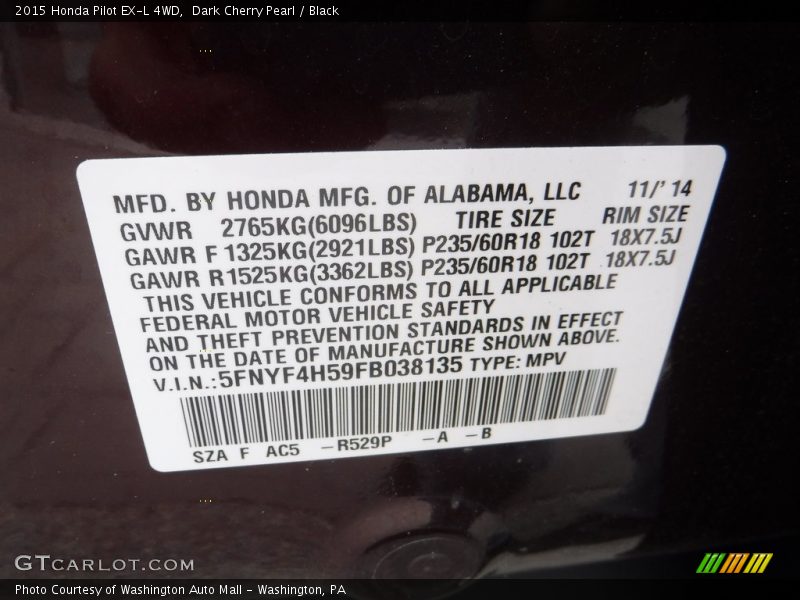 2015 Honda Pilot EX-L 4WD,  Dark Cherry Pearl / Black
MFD. BY HONDA MFG. OF ALABAMA, LLC 11/' 14
GVWR 2765KG(6096LBS) TIRE SIZE RIM SIZE
GAWR F 1325KG(2921LBS) P235/60R18 102T 18X7.5J
GAWR R1525KG(3362LBS) P235/60R18 102T 18X7.5J
THIS VEHICLE CONFORMS TO ALL APPLICABLE
FEDERAL MOTOR VEHICLE SAFETY
AND THEFT PREVENTION STANDARDS IN EFFECT
ON THE DATE OF MANUFACTURE SHOWN ABOVE.
V.I.N.:5FNYF4H59FB038135 TYPE: MPV
SZA F AC5 -R529P -A -B
GTCARLOT.COM
Photo Courtesy of Washington Auto Mall - Washington, PA